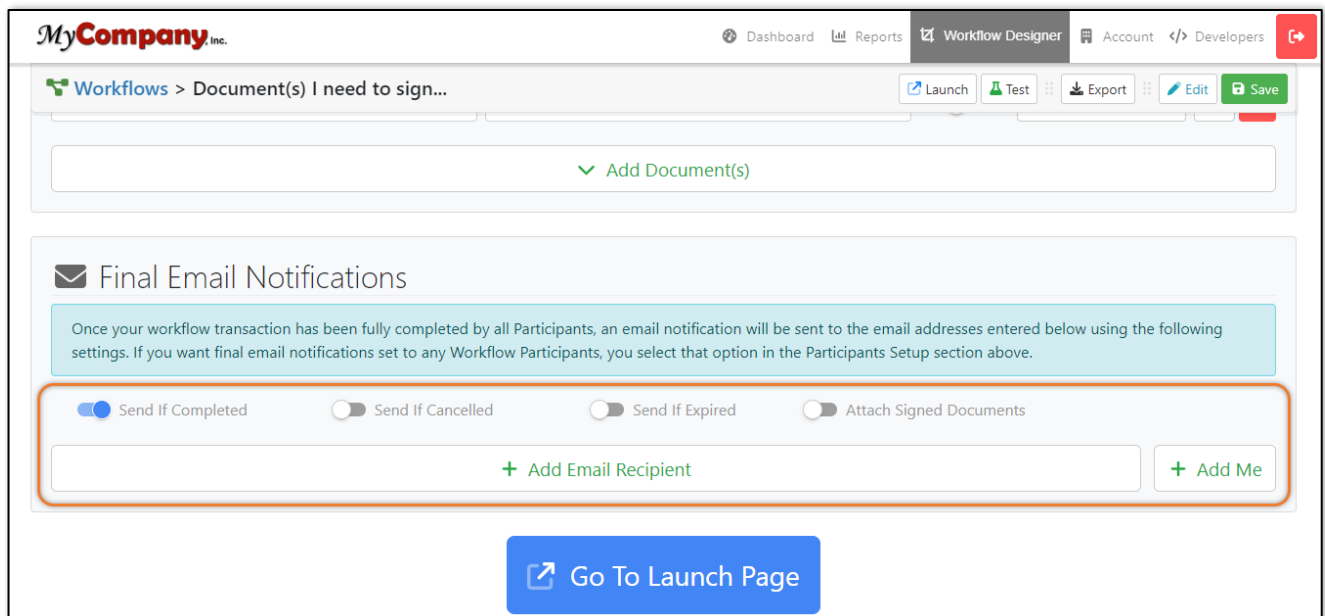 MyCompany, Inc.
Dashboard Reports Workflow Designer Account </> Developers
Workflows > Document(s) I need to sign...
Launch Test Export Edit Save
Add Document(s)
Final Email Notifications
Once your workflow transaction has been fully completed by all Participants, an email notification will be sent to the email addresses entered below using the following
settings. If you want final email notifications set to any Workflow Participants, you select that option in the Participants Setup section above.
Send If Completed Send If Cancelled Send If Expired Attach Signed Documents
+ Add Email Recipient + Add Me
Go To Launch Page